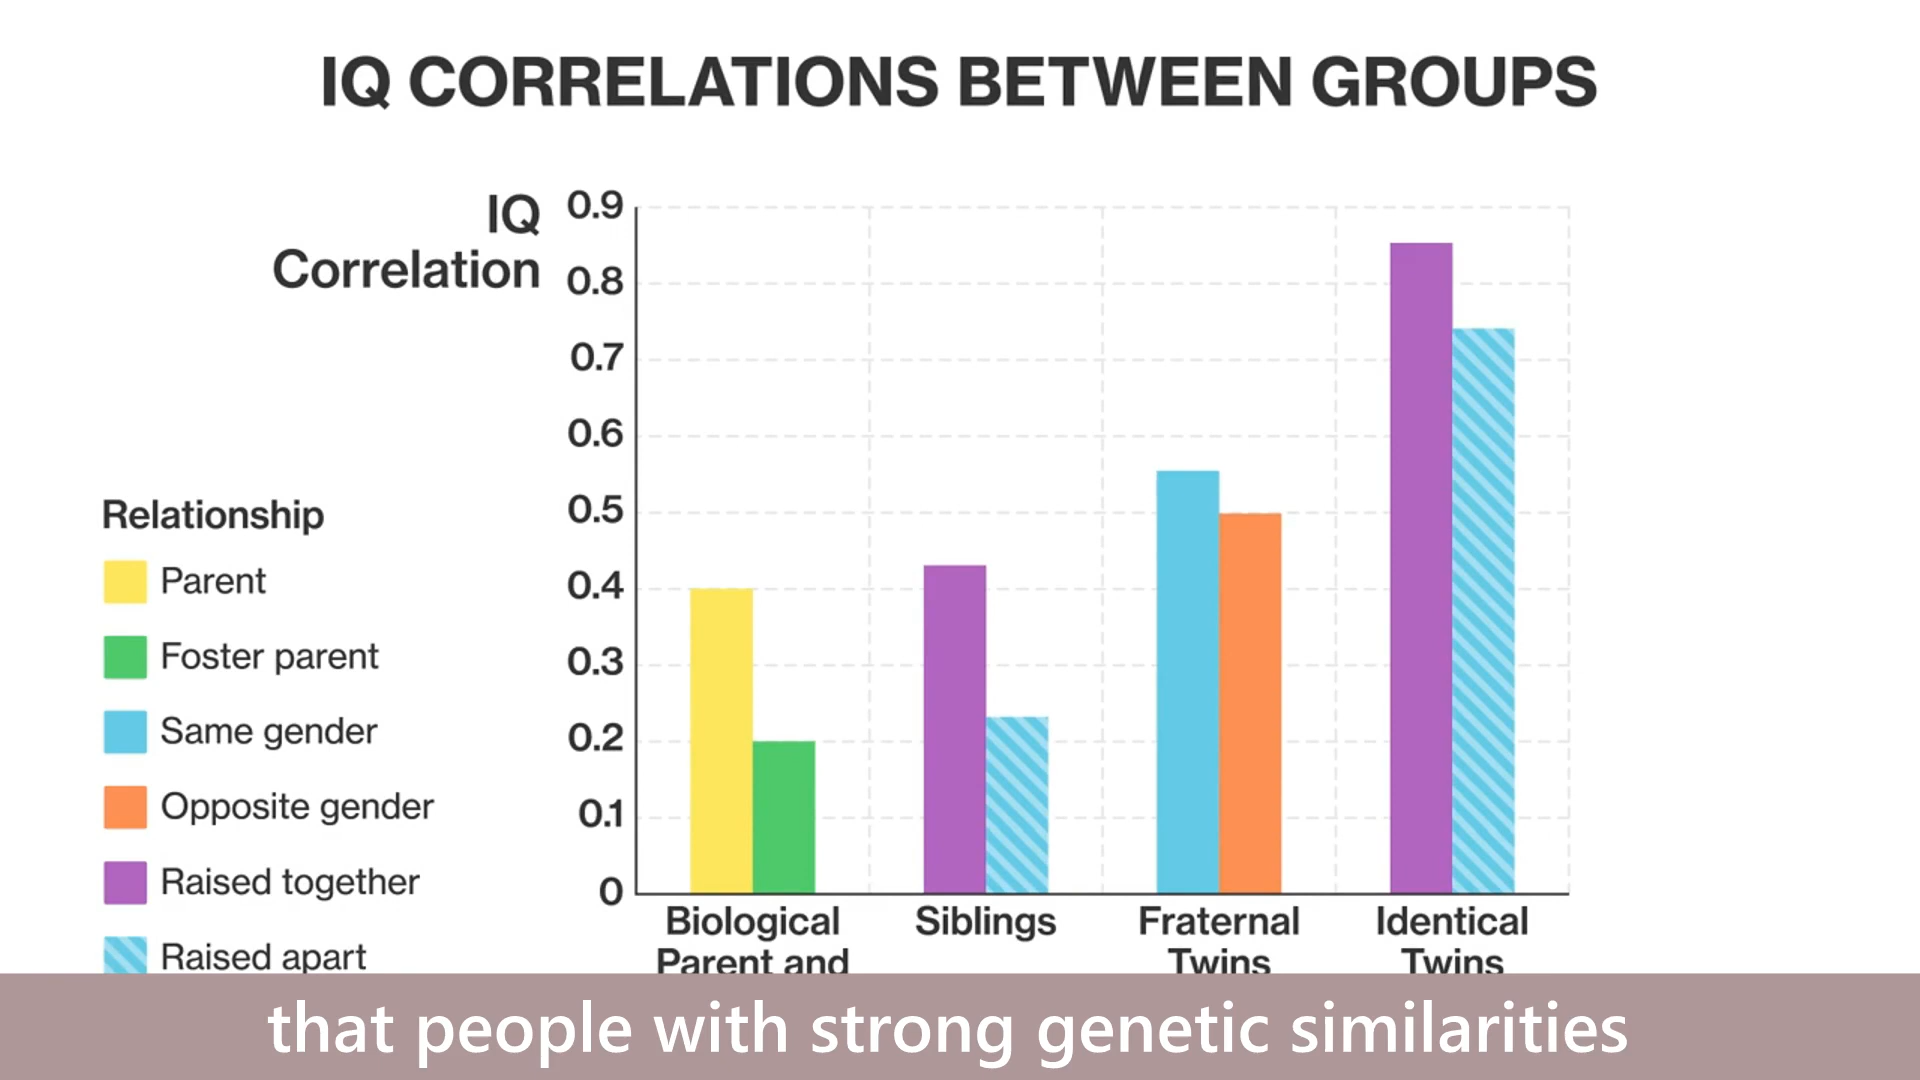 IQ CORRELATIONS BETWEEN GROUPS
IQ
Correlation
0.9
0.8
0.7
0.6
0.5
0.4
0.3
0.2
0.1
0
Relationship
Parent
Foster parent
Same gender
Opposite gender
Raised together
Raised apart
Biological
Parent and
Siblings
Fraternal
Twins
Identical
Twins
that people with strong genetic similarities